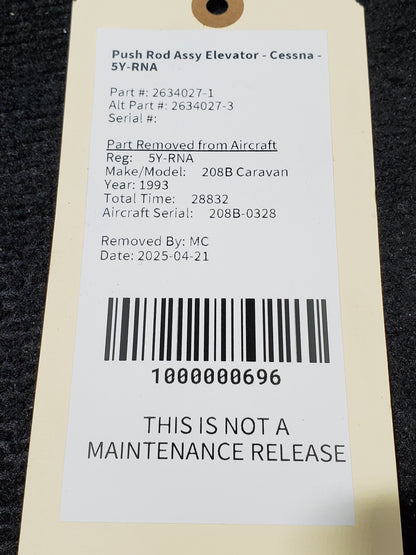 Push Rod Assy Elevator - Cessna -
5Y-RNA
Part #: 2634027-1
Alt Part #: 2634027-3
Serial #:
Part Removed from Aircraft
Reg: 5Y-RNA
Make/Model: 208B Caravan
Year: 1993
Total Time: 28832
Aircraft Serial: 208B-0328
Removed By: MC
Date: 2025-04-21
1000000696
THIS IS NOT A
MAINTENANCE RELEASE